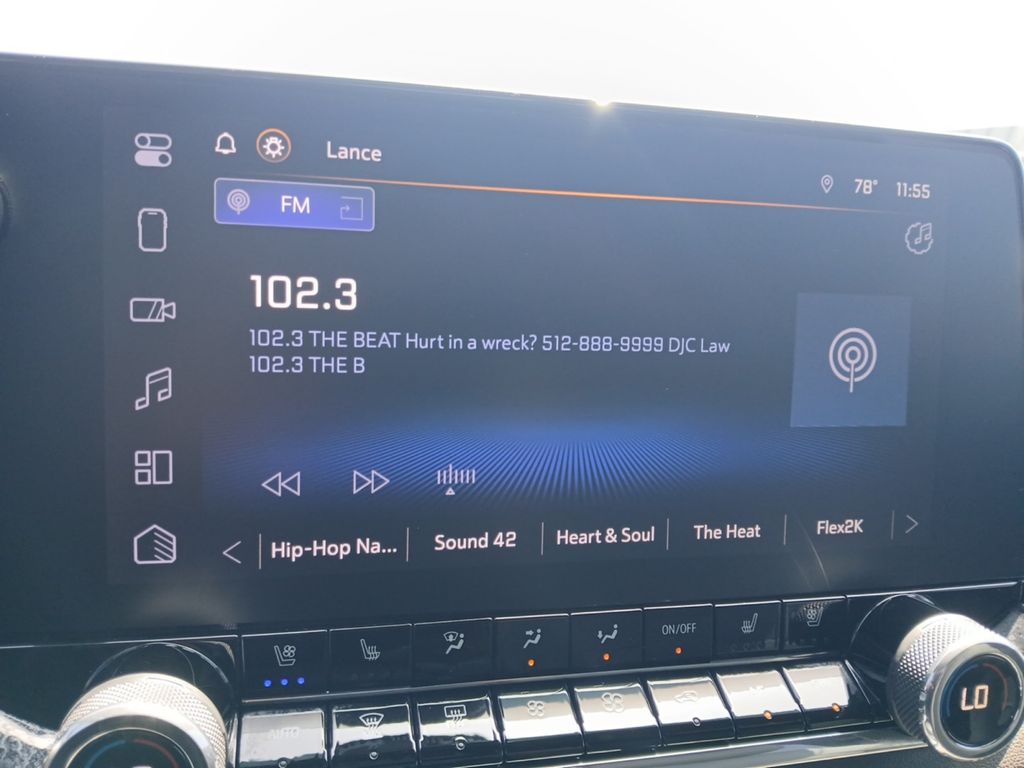 Lance
78° 11:55
FM
102.3
102.3 THE BEAT Hurt in a wreck? 512-888-9999 DJC Law
102.3 THE B
Hip-Hop Na... Sound 42 Heart & Soul The Heat Flex2K
ON/OFF
AUTO
LO